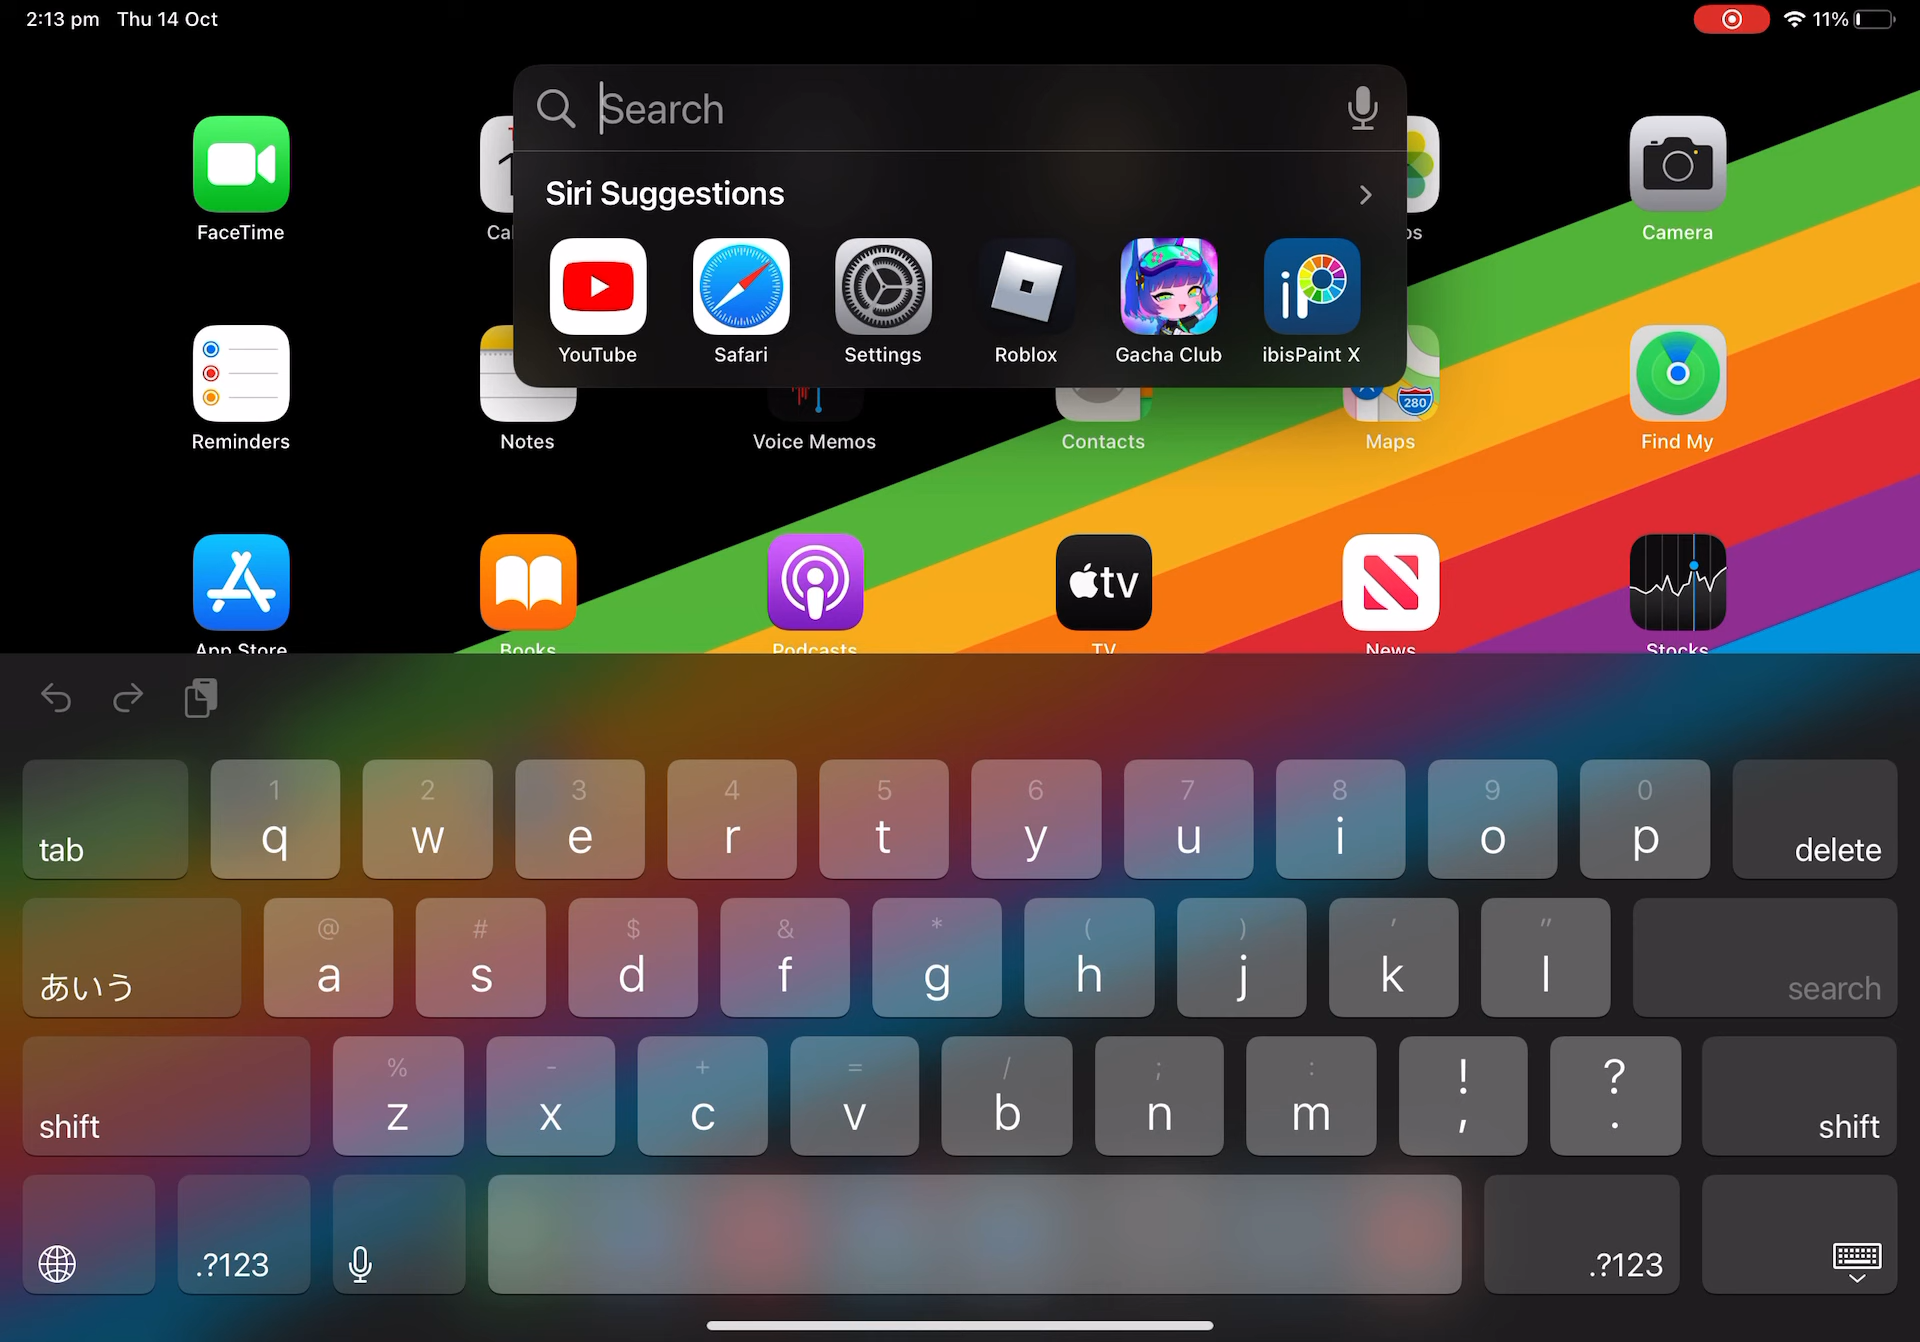 2:13 pm Thu 14 Oct
11%
Search
Siri Suggestions
YouTube Safari Settings Roblox Gacha Club ibisPaint X
FaceTime Camera
280
Reminders Notes Voice Memos Contacts Maps Find My
tv
App Store Books Podcasts TV News Stocks
1 2 3 4 5 6 7 8 9 0
tab q w e r t y u i o p delete
@ # $ & * ( ) ' "
あいう a s d f g h j k l search
% - + = / ; : ! ?
shift z x c v b n m , . shift
.?123 .?123